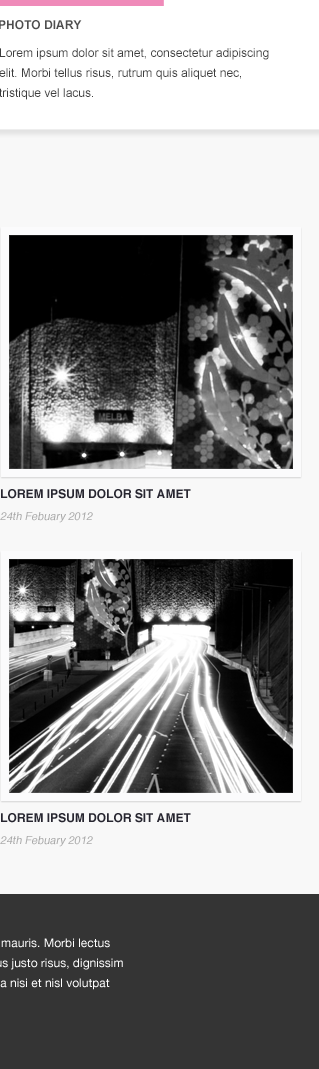 PHOTO DIARY
Lorem ipsum dolor sit amet, consectetur adipiscing
elit. Morbi tellus risus, rutrum quis aliquet nec,
tristique vel lacus.
MELBA
LOREM IPSUM DOLOR SIT AMET
24th Febuary 2012
LOREM IPSUM DOLOR SIT AMET
24th Febuary 2012
mauris. Morbi lectus
us justo risus, dignissim
a nisi et nisl volutpat